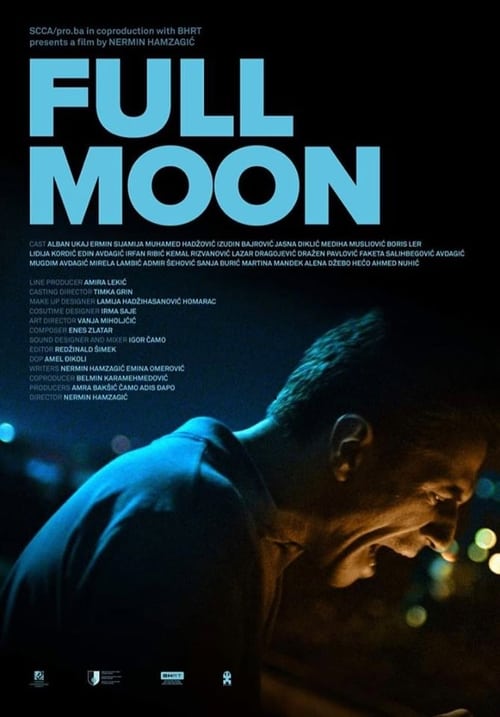 SCCA/pro.ba in coproduction with BHRT
presents a film by NERMIN HAMZAGIĆ
FULL
MOON
CAST ALBAN UKAJ ERMIN SIJAMIJA MUHAMED HADŽOVIĆ IZUDIN BAJROVIĆ JASNA DIKLIĆ MEDIHA MUSLIOVIĆ BORIS LER
LIDIJA KORDIĆ EDIN AVDAGIĆ IRFAN RIBIĆ KEMAL RIZVANOVIĆ LAZAR DRAGOJEVIĆ DRAŽEN PAVLOVIĆ FAKETA SALIHBEGOVIĆ AVDAGIĆ
MUGDIM AVDAGIĆ MIRELA LAMBIĆ ADMIR ŠEHOVIĆ SANJA BURIĆ MARTINA MANDEK ALENA DŽEBO HEĆO AHMED NUHIĆ
LINE PRODUCER AMIRA LEKIĆ
CASTING DIRECTOR TIMKA GRIN
MAKE UP DESIGNER LAMIJA HADŽIHASANOVIĆ HOMARAC
COSUTIME DESIGNER IRMA SAJE
ART DIRECTOR VANJA MIHOLJČIĆ
COMPOSER ENES ZLATAR
SOUND DESIGNER AND MIXER IGOR ČAMO
EDITOR REDŽINALD ŠIMEK
DOP AMEL ĐIKOLI
WRITERS NERMIN HAMZAGIĆ EMINA OMEROVIĆ
COPRODUCER BELMIN KARAMEHMEDOVIĆ
PRODUCERS AMRA BAKŠIĆ ČAMO ADIS ĐAPO
DIRECTOR NERMIN HAMZAGIĆ
BHRT